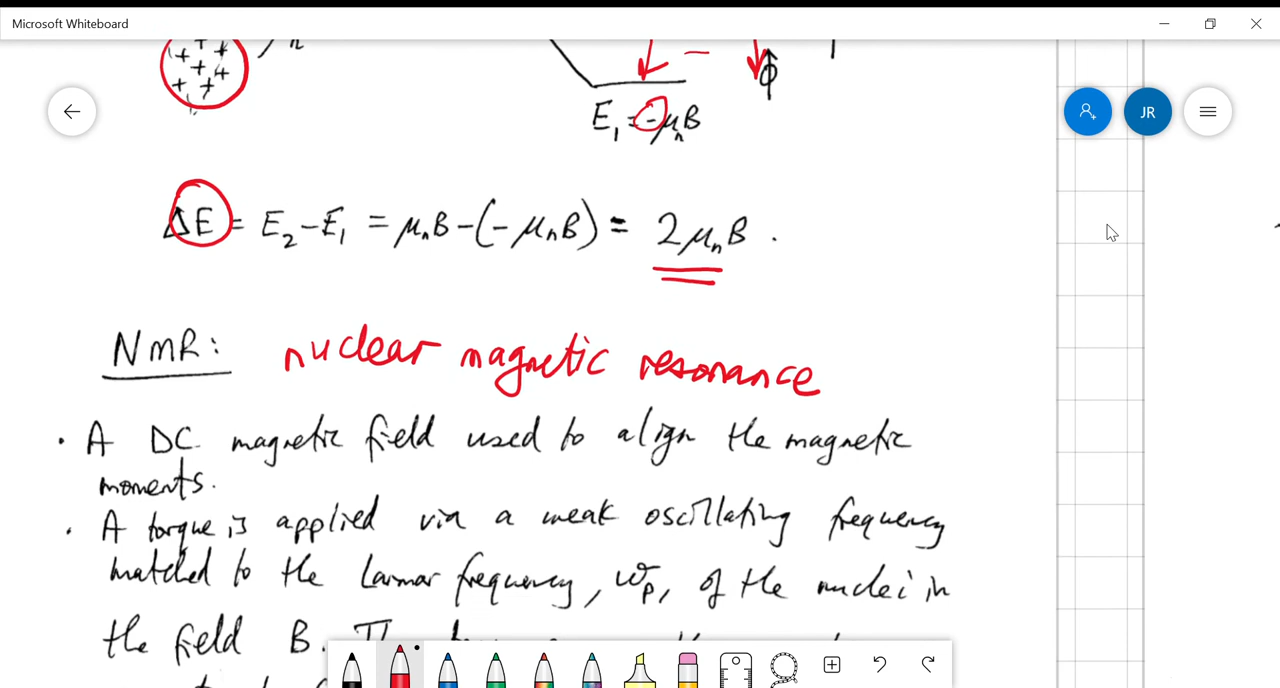 Microsoft Whiteboard
E₁ = -μₙB
JR
ΔE = E₂ - E₁ = μₙB - (-μₙB) = 2μₙB .
NMR: nuclear magnetic resonance
• A DC magnetic field used to align the magnetic
moments.
• A torque is applied via a weak oscillating frequency
matched to the Larmar frequency, ωₚ, of the nuclei in
the field B.